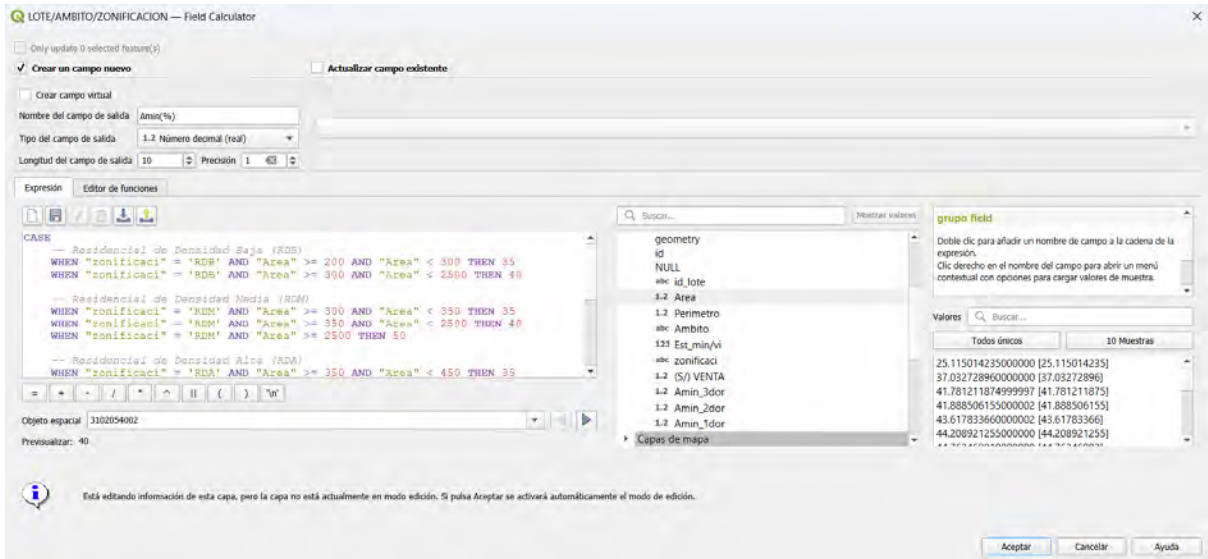 LOTE/AMBITO/ZONIFICACION — Field Calculator
Only update 0 selected feature(s)
Crear un campo nuevo
Actualizar campo existente
Crear campo virtual
Nombre del campo de salida Amin(%)
Tipo del campo de salida 1.2 Número decimal (real)
Longitud del campo de salida 10 Precisión 1
Expresión Editor de funciones
CASE
-- Residencial de Densidad Baja (RDB)
WHEN "zonificaci" = 'RDB' AND "Area" >= 200 AND "Area" < 300 THEN 35
WHEN "zonificaci" = 'RDB' AND "Area" >= 300 AND "Area" < 2500 THEN 40
-- Residencial de Densidad Media (RDM)
WHEN "zonificaci" = 'RDM' AND "Area" >= 300 AND "Area" < 350 THEN 35
WHEN "zonificaci" = 'RDM' AND "Area" >= 350 AND "Area" < 2500 THEN 40
WHEN "zonificaci" = 'RDM' AND "Area" >= 2500 THEN 50
-- Residencial de Densidad Alta (RDA)
WHEN "zonificaci" = 'RDA' AND "Area" >= 350 AND "Area" < 450 THEN 35
= + - / * ^ || ( ) '\n'
Objeto espacial 3102054002
Previsualizar: 40
Buscar... Mostrar valores
geometry
id
NULL
abc id_lote
1.2 Area
1.2 Perimetro
abc Ambito
123 Est_min/vi
abc zonificaci
1.2 (S/) VENTA
1.2 Amin_3dor
1.2 Amin_2dor
1.2 Amin_1dor
Capas de mapa
grupo field
Doble clic para añadir un nombre de campo a la cadena de la
expresión.
Clic derecho en el nombre del campo para abrir un menú
contextual con opciones para cargar valores de muestra.
Valores Buscar...
Todos únicos 10 Muestras
25.115014235000000 [25.115014235]
37.032728960000000 [37.03272896]
41.781211874999997 [41.781211875]
41.888506155000002 [41.888506155]
43.617833660000002 [43.61783366]
44.208921255000000 [44.208921255]
Está editando información de esta capa, pero la capa no está actualmente en modo edición. Si pulsa Aceptar se activará automáticamente el modo de edición.
Aceptar Cancelar Ayuda